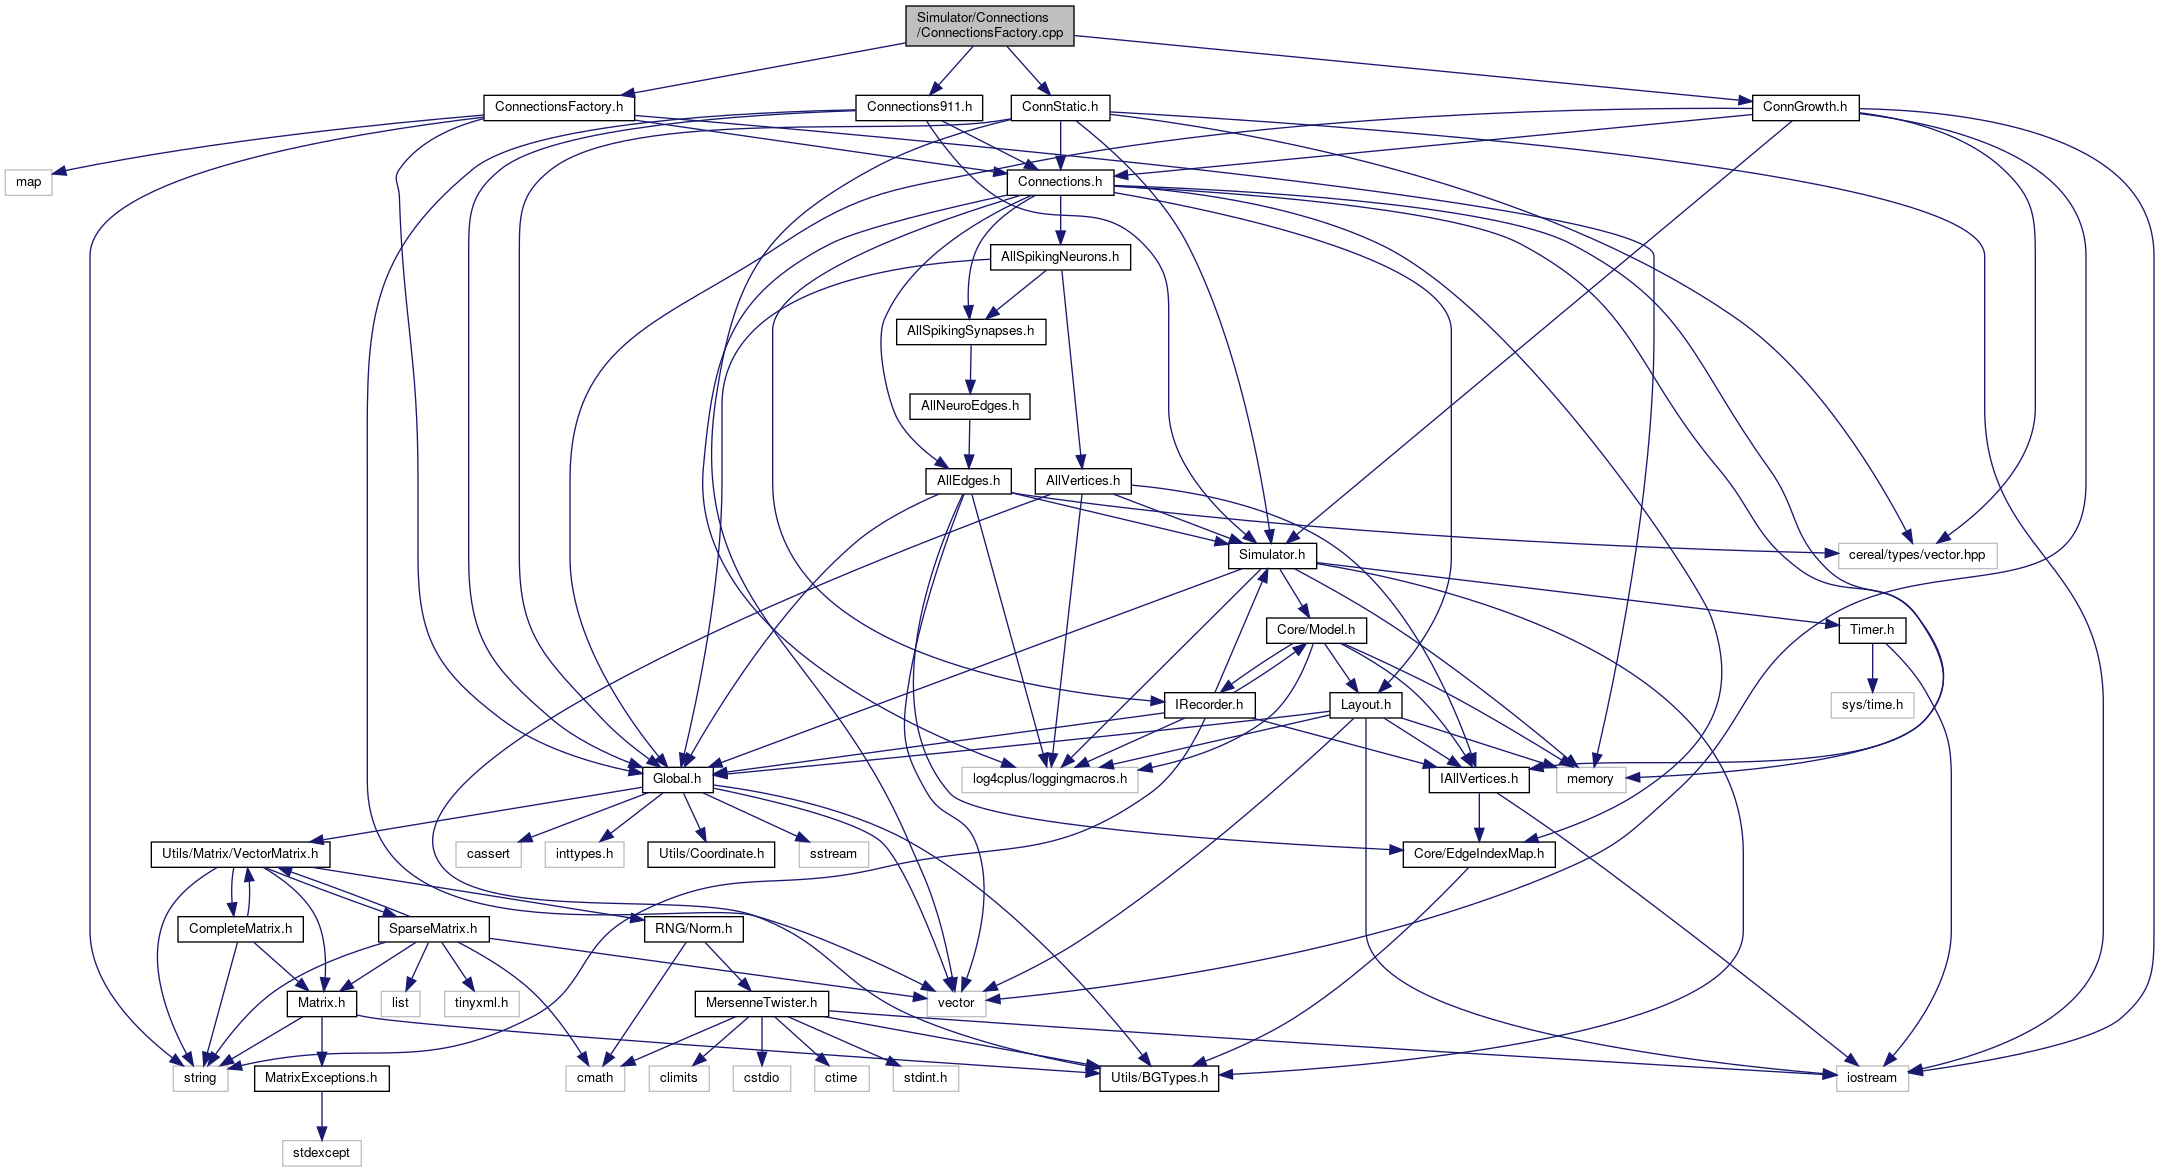 Simulator/Connections
/ConnectionsFactory.cpp
ConnectionsFactory.h
Connections911.h
ConnStatic.h
ConnGrowth.h
map
Connections.h
AllSpikingNeurons.h
AllSpikingSynapses.h
AllNeuroEdges.h
AllEdges.h
AllVertices.h
Simulator.h
cereal/types/vector.hpp
Core/Model.h
Timer.h
IRecorder.h
Layout.h
sys/time.h
Global.h
log4cplus/loggingmacros.h
IAllVertices.h
memory
Utils/Matrix/VectorMatrix.h
cassert
inttypes.h
Utils/Coordinate.h
sstream
Core/EdgeIndexMap.h
CompleteMatrix.h
SparseMatrix.h
RNG/Norm.h
Matrix.h
list
tinyxml.h
MersenneTwister.h
vector
string
MatrixExceptions.h
cmath
climits
cstdio
ctime
stdint.h
Utils/BGTypes.h
iostream
stdexcept